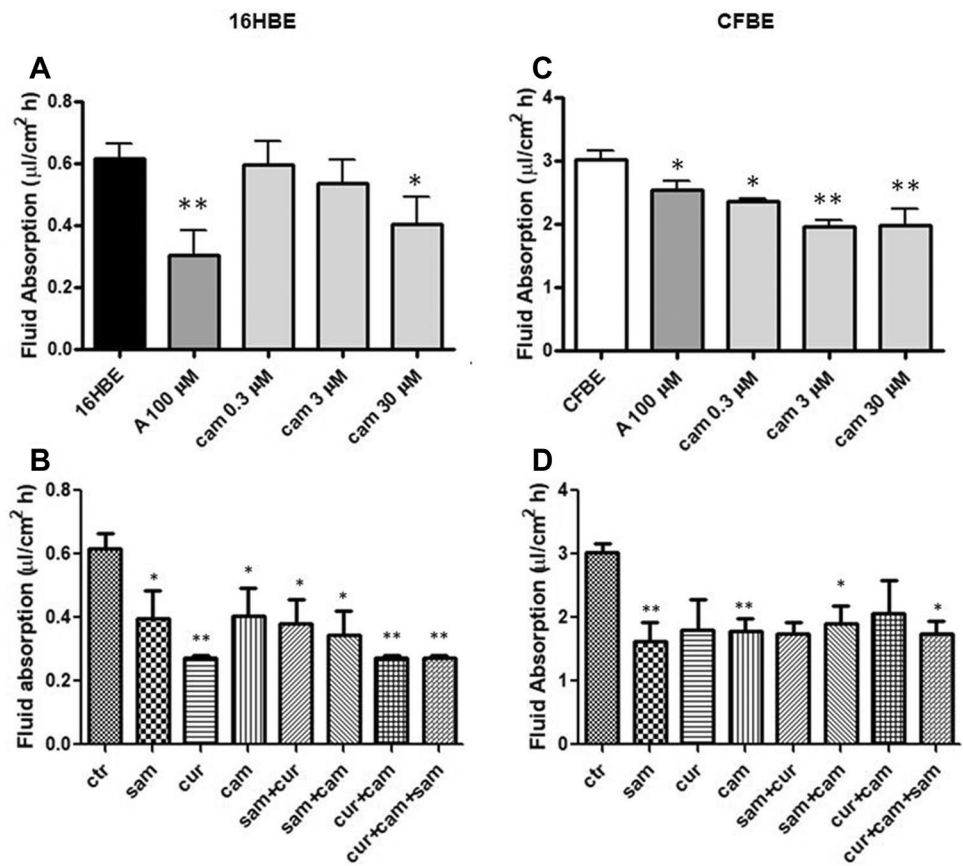 16HBE
CFBE
A
Fluid Absorption (µl/cm² h)
0.8
0.6
0.4
0.2
0.0
**
*
16HBE
A 100 µM
cam 0.3 µM
cam 3 µM
cam 30 µM
C
Fluid Absorption (µl/cm² h)
4
3
2
1
0
*
*
**
**
CFBE
A 100 µM
cam 0.3 µM
cam 3 µM
cam 30 µM
B
Fluid absorption (µl/cm² h)
0.8
0.6
0.4
0.2
0.0
*
**
*
*
*
**
**
ctr
sam
cur
cam
sam+cur
sam+cam
cur+cam
cur+cam+sam
D
Fluid Absorption (µl/cm² h)
4
3
2
1
0
**
**
*
*
ctr
sam
cur
cam
sam+cur
sam+cam
cur+cam
cur+cam+sam